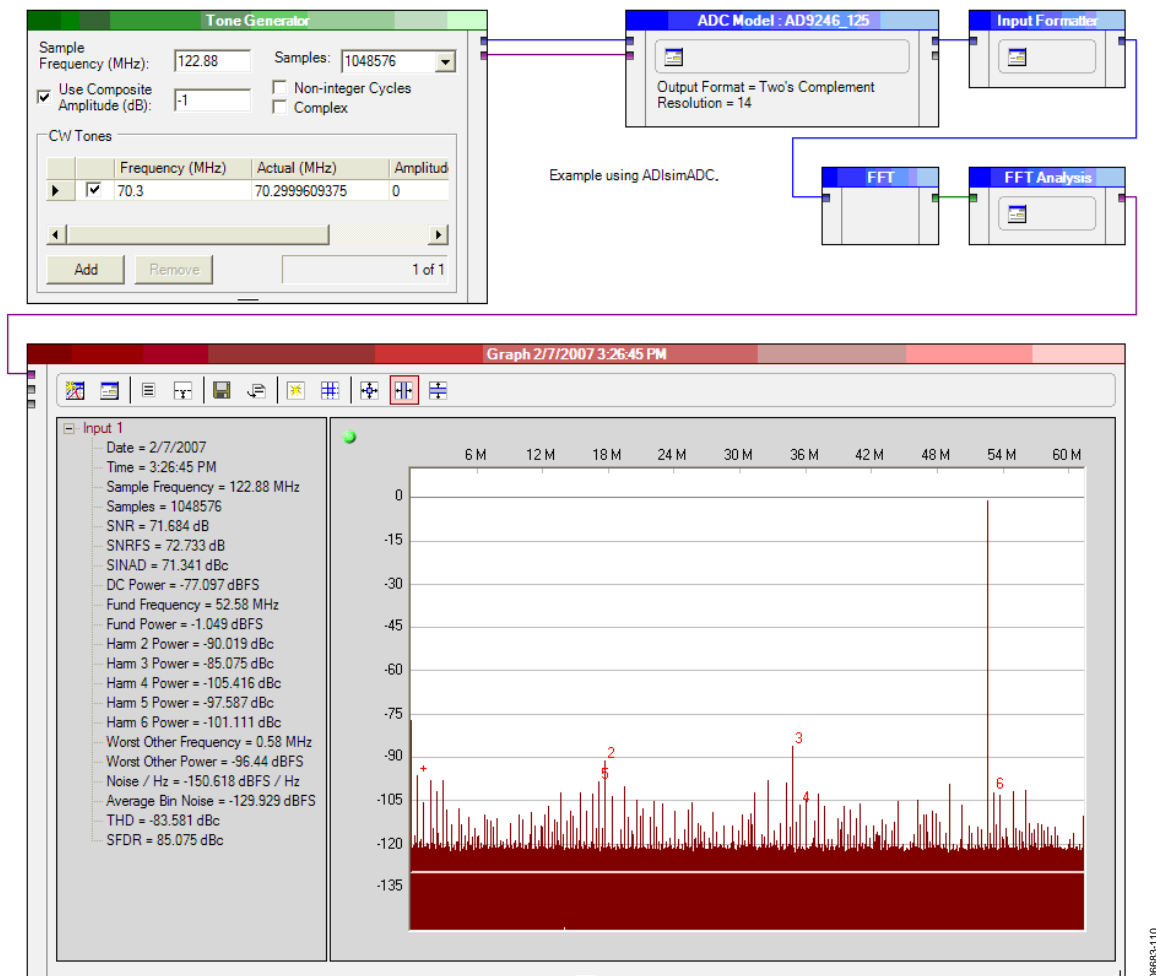 Tone Generator
Sample
Frequency (MHz): 122.88
Samples: 1048576
Use Composite
Amplitude (dB): -1
Non-integer Cycles
Complex
CW Tones
Frequency (MHz) Actual (MHz) Amplitud
70.3 70.2999609375 0
Add Remove 1 of 1
ADC Model : AD9246_125
Output Format = Two's Complement
Resolution = 14
Input Formatter
Example using ADIsimADC.
FFT
FFT Analysis
Graph 2/7/2007 3:26:45 PM
Input 1
Date = 2/7/2007
Time = 3:26:45 PM
Sample Frequency = 122.88 MHz
Samples = 1048576
SNR = 71.684 dB
SNRFS = 72.733 dB
SINAD = 71.341 dBc
DC Power = -77.097 dBFS
Fund Frequency = 52.58 MHz
Fund Power = -1.049 dBFS
Harm 2 Power = -90.019 dBc
Harm 3 Power = -85.075 dBc
Harm 4 Power = -105.416 dBc
Harm 5 Power = -97.587 dBc
Harm 6 Power = -101.111 dBc
Worst Other Frequency = 0.58 MHz
Worst Other Power = -96.44 dBFS
Noise / Hz = -150.618 dBFS / Hz
Average Bin Noise = -129.929 dBFS
THD = -83.581 dBc
SFDR = 85.075 dBc
6 M 12 M 18 M 24 M 30 M 36 M 42 M 48 M 54 M 60 M
0
-15
-30
-45
-60
-75
-90
-105
-120
-135
+
2
5
3
4
6
06683-110